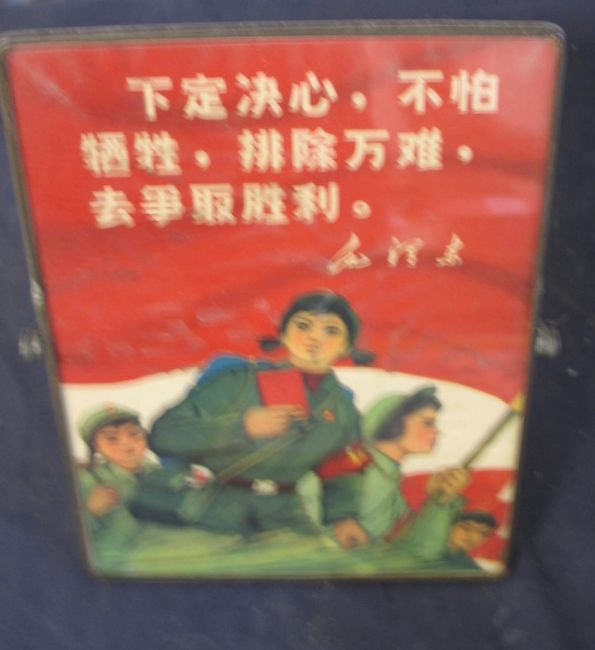 下定决心，不怕
牺牲，排除万难，
去争取胜利。
毛泽东